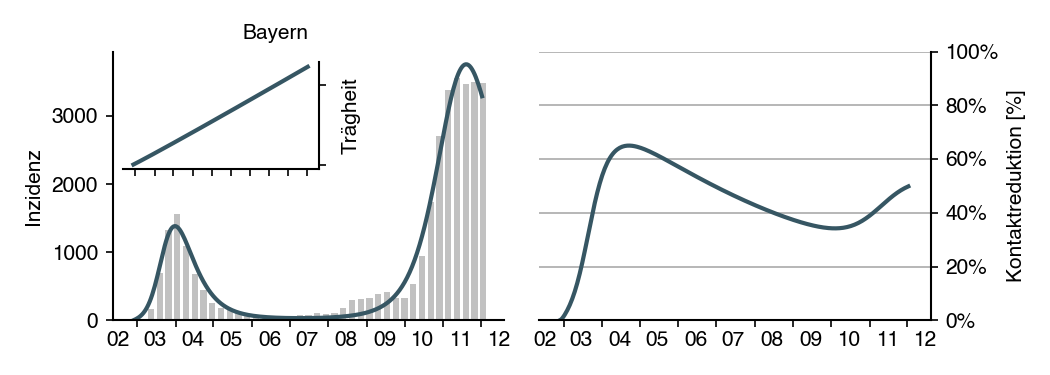 Bayern
Trägheit
Inzidenz
3000
2000
1000
0
02 03 04 05 06 07 08 09 10 11 12
100%
80%
60%
40%
20%
0%
Kontaktreduktion [%]
02 03 04 05 06 07 08 09 10 11 12